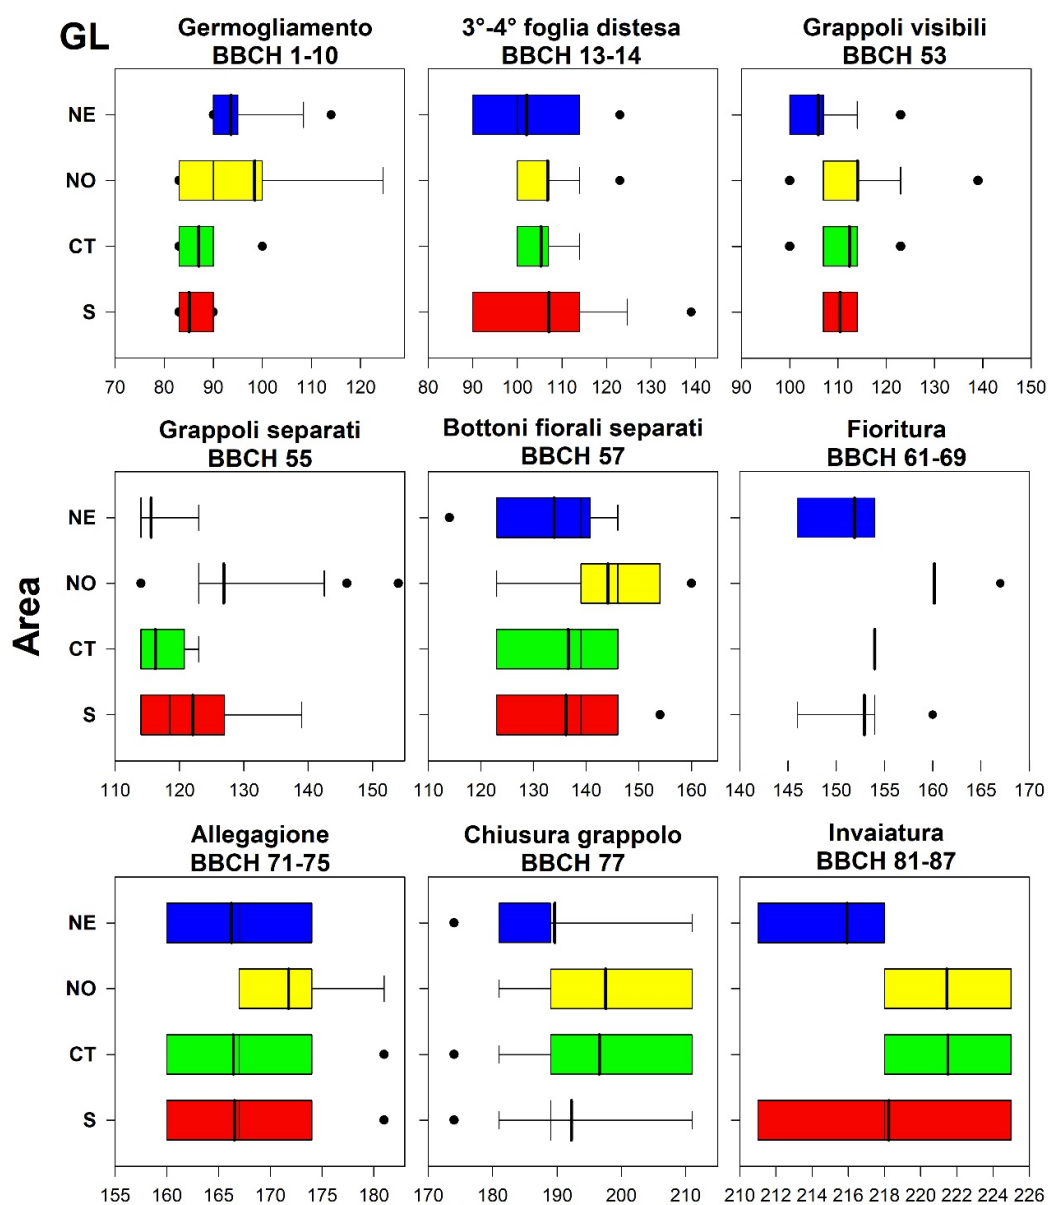 GL
Germogliamento
BBCH 1-10
3°-4° foglia distesa
BBCH 13-14
Grappoli visibili
BBCH 53
NE
NO
CT
S
70 80 90 100 110 120
80 90 100 110 120 130 140
90 100 110 120 130 140 150
Grappoli separati
BBCH 55
Bottoni fiorali separati
BBCH 57
Fioritura
BBCH 61-69
Area
NE
NO
CT
S
110 120 130 140 150
110 120 130 140 150 160
140 145 150 155 160 165 170
Allegagione
BBCH 71-75
Chiusura grappolo
BBCH 77
Invaiatura
BBCH 81-87
NE
NO
CT
S
155 160 165 170 175 180
170 180 190 200 210
210 212 214 216 218 220 222 224 226